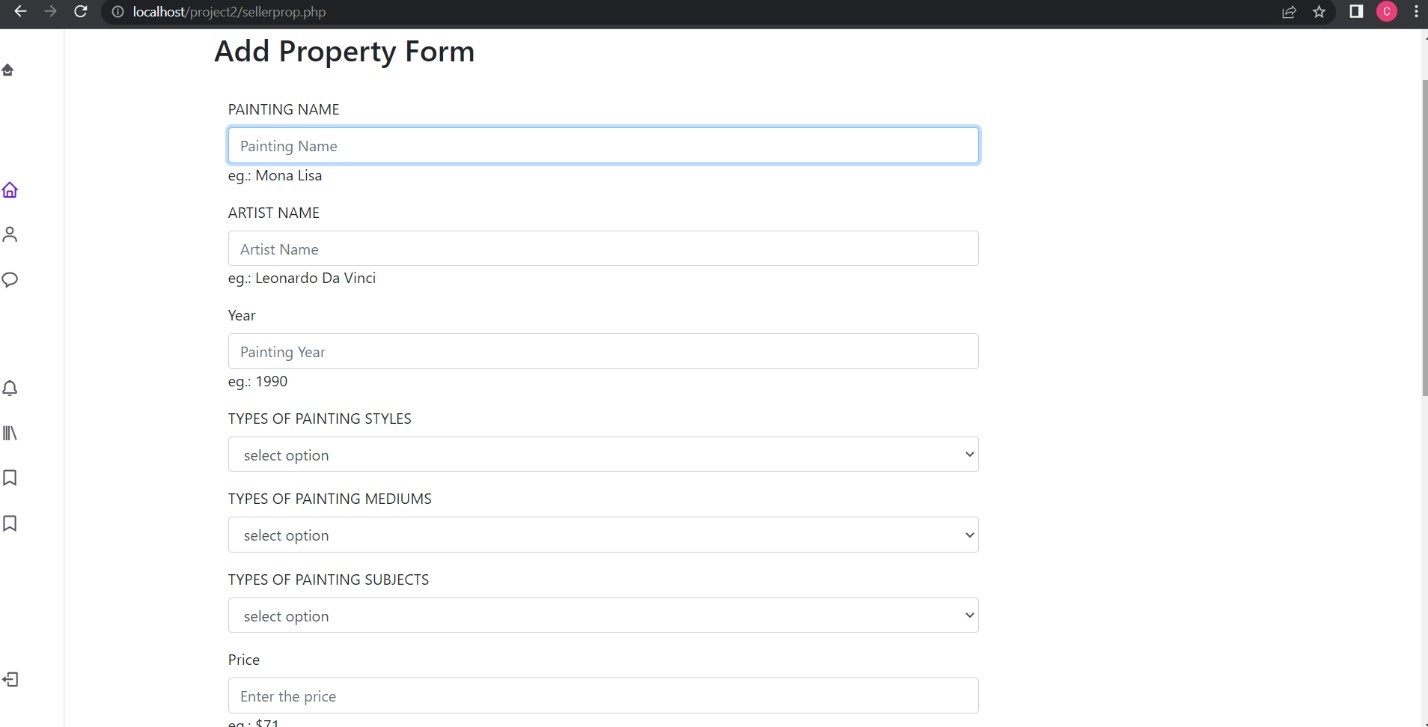 localhost/project2/sellerprop.php
C
Add Property Form
PAINTING NAME
Painting Name
eg.: Mona Lisa
ARTIST NAME
Artist Name
eg.: Leonardo Da Vinci
Year
Painting Year
eg.: 1990
TYPES OF PAINTING STYLES
select option
TYPES OF PAINTING MEDIUMS
select option
TYPES OF PAINTING SUBJECTS
select option
Price
Enter the price
eg.: $71